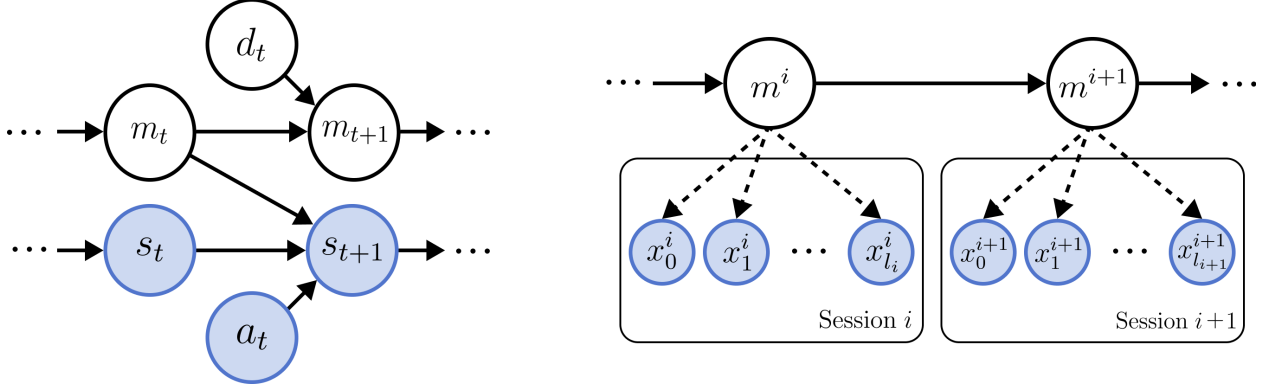 d_t
⋯ m_t m_{t+1} ⋯
⋯ s_t s_{t+1} ⋯
a_t
⋯ m^i m^{i+1} ⋯
x_0^i x_1^i ⋯ x_{l_i}^i
Session i
x_0^{i+1} x_1^{i+1} ⋯ x_{l_{i+1}}^{i+1}
Session i+1